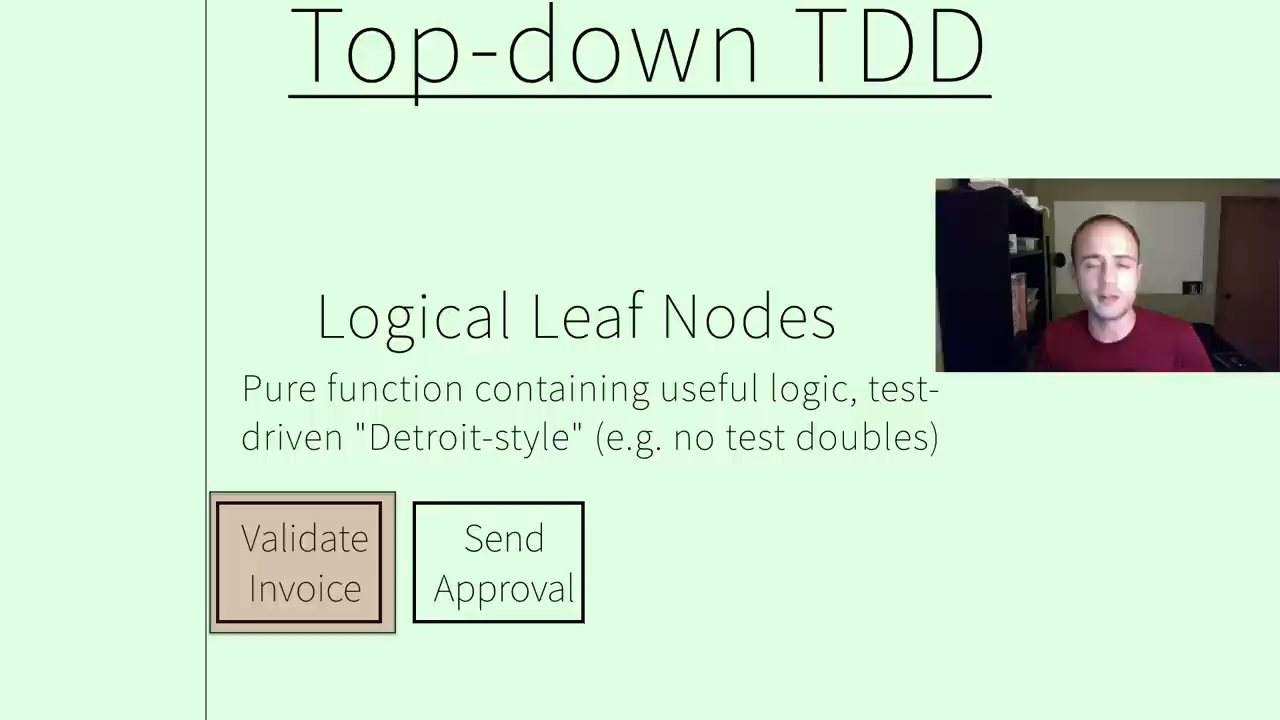 Top-down TDD
Logical Leaf Nodes
Pure function containing useful logic, test-
driven "Detroit-style" (e.g. no test doubles)
Validate
Invoice
Send
Approval